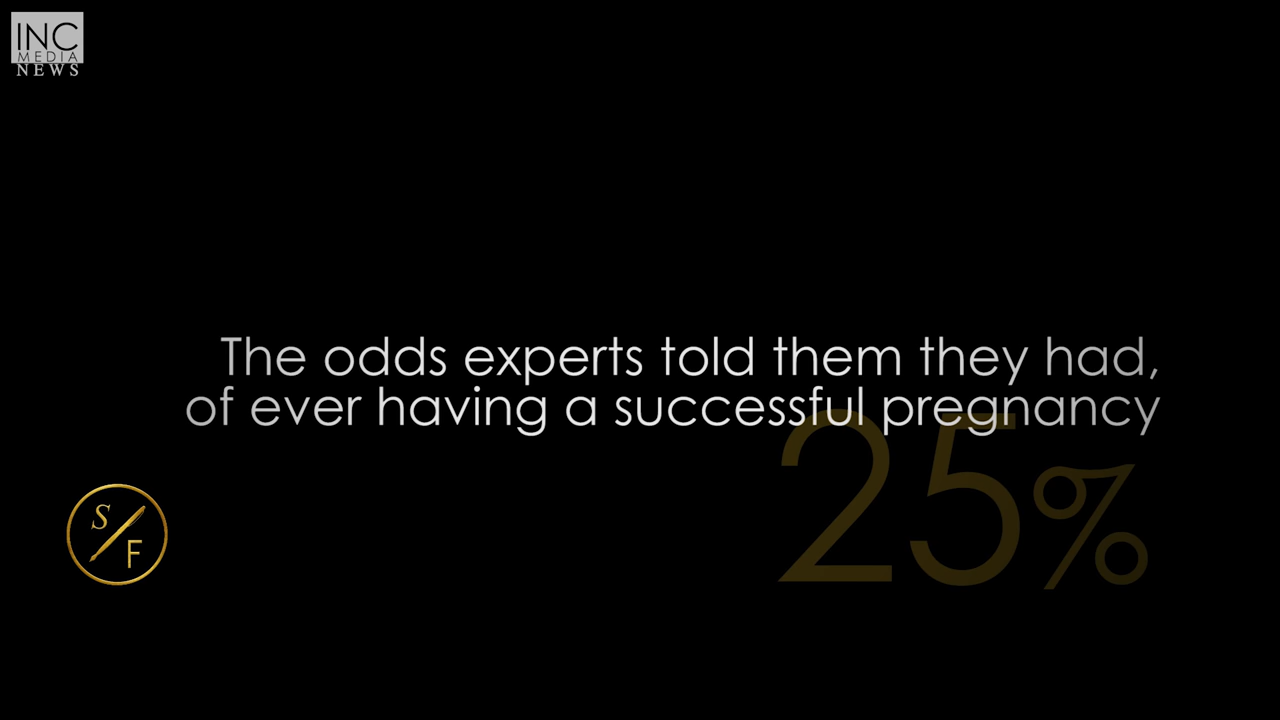 INC
MEDIA
NEWS
The odds experts told them they had,
of ever having a successful pregnancy
25%
S/F